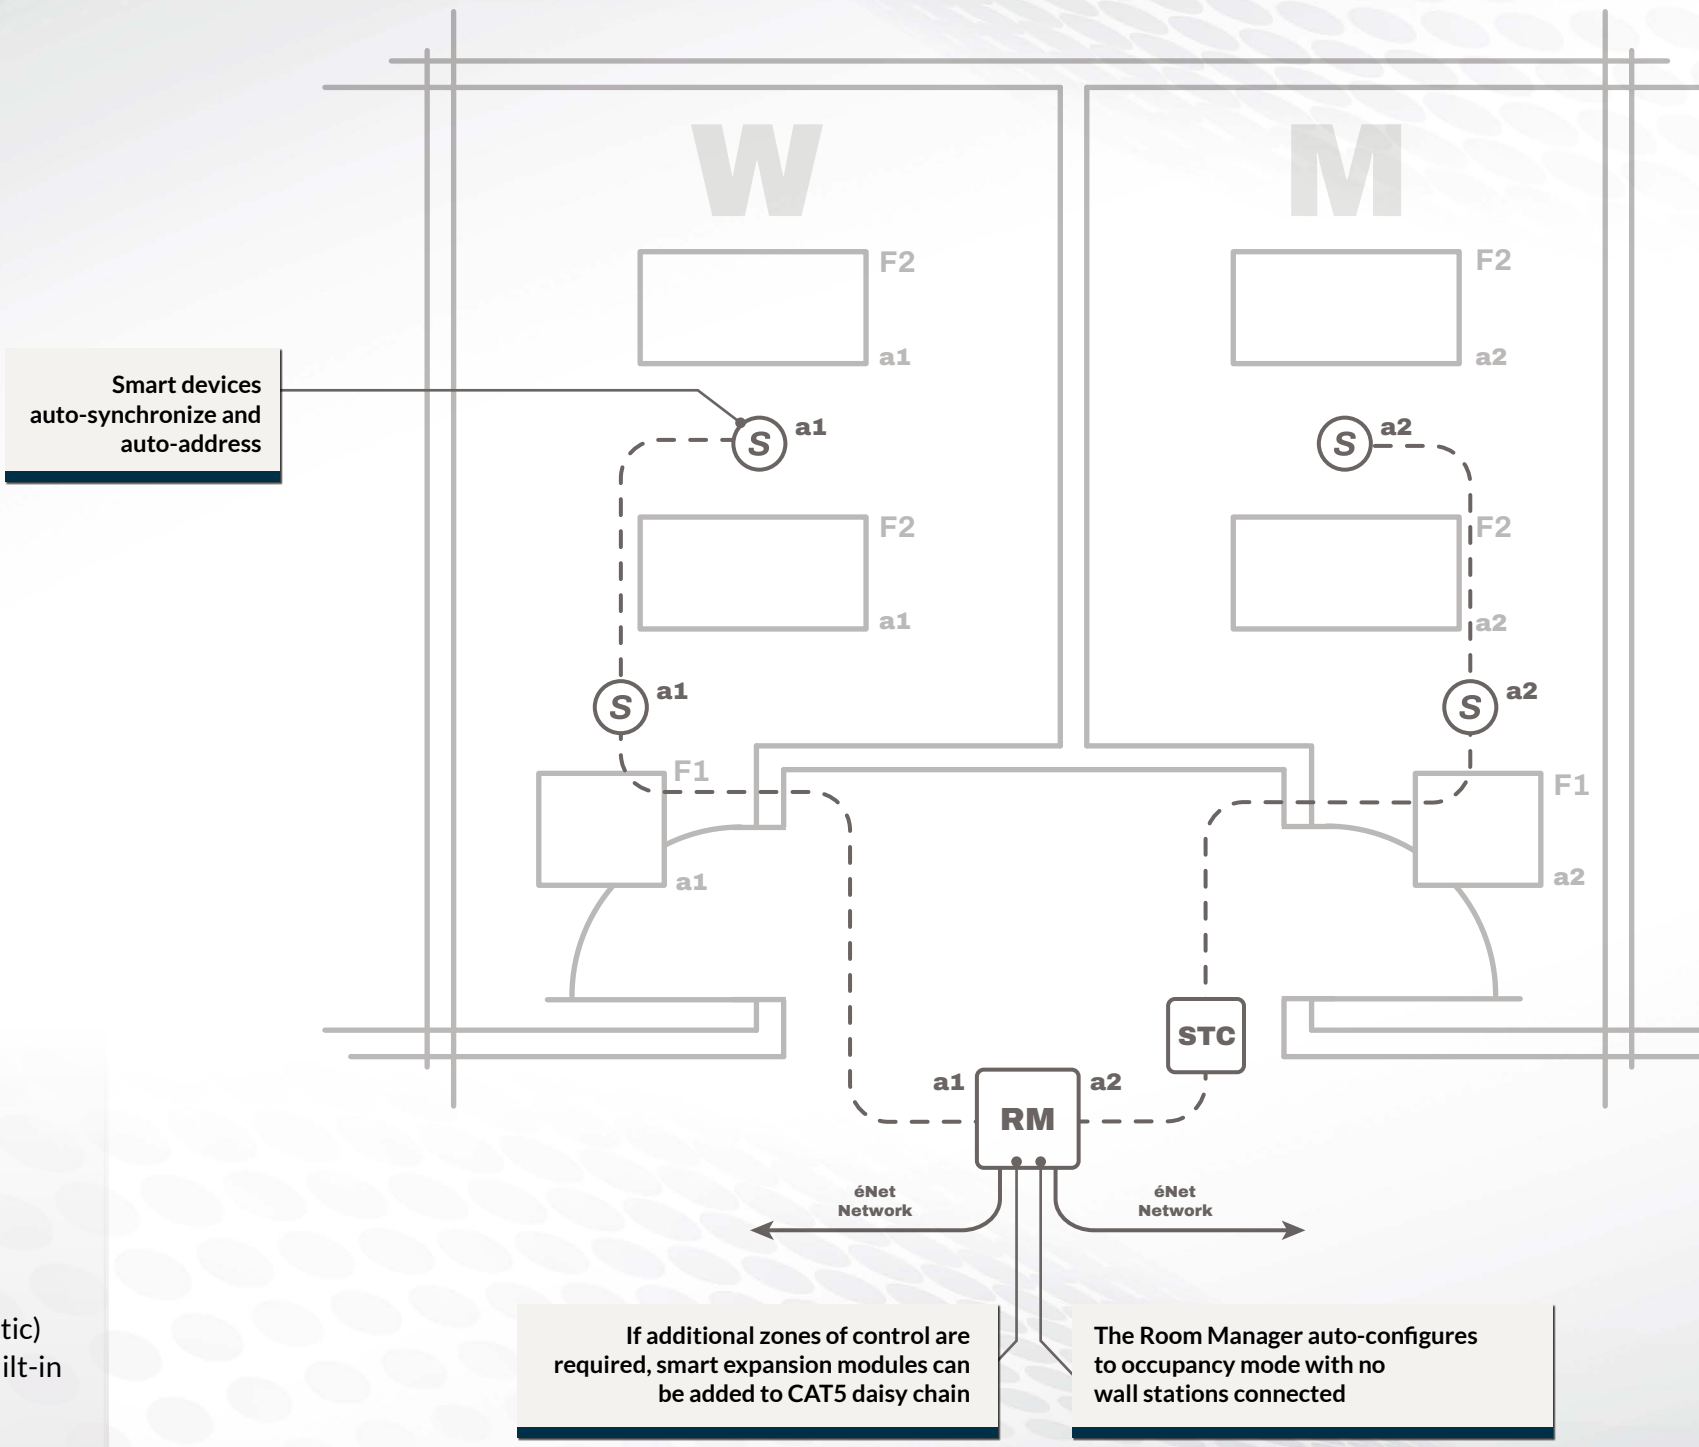 W
M
F2
F2
a1
a2
Smart devices
auto-synchronize and
auto-address
S
a1
S
a2
F2
F2
a1
a2
S
a1
S
a2
F1
F1
a1
a2
STC
a1
RM
a2
éNet
Network
éNet
Network
tic)
ilt-in
If additional zones of control are
required, smart expansion modules can
be added to CAT5 daisy chain
The Room Manager auto-configures
to occupancy mode with no
wall stations connected